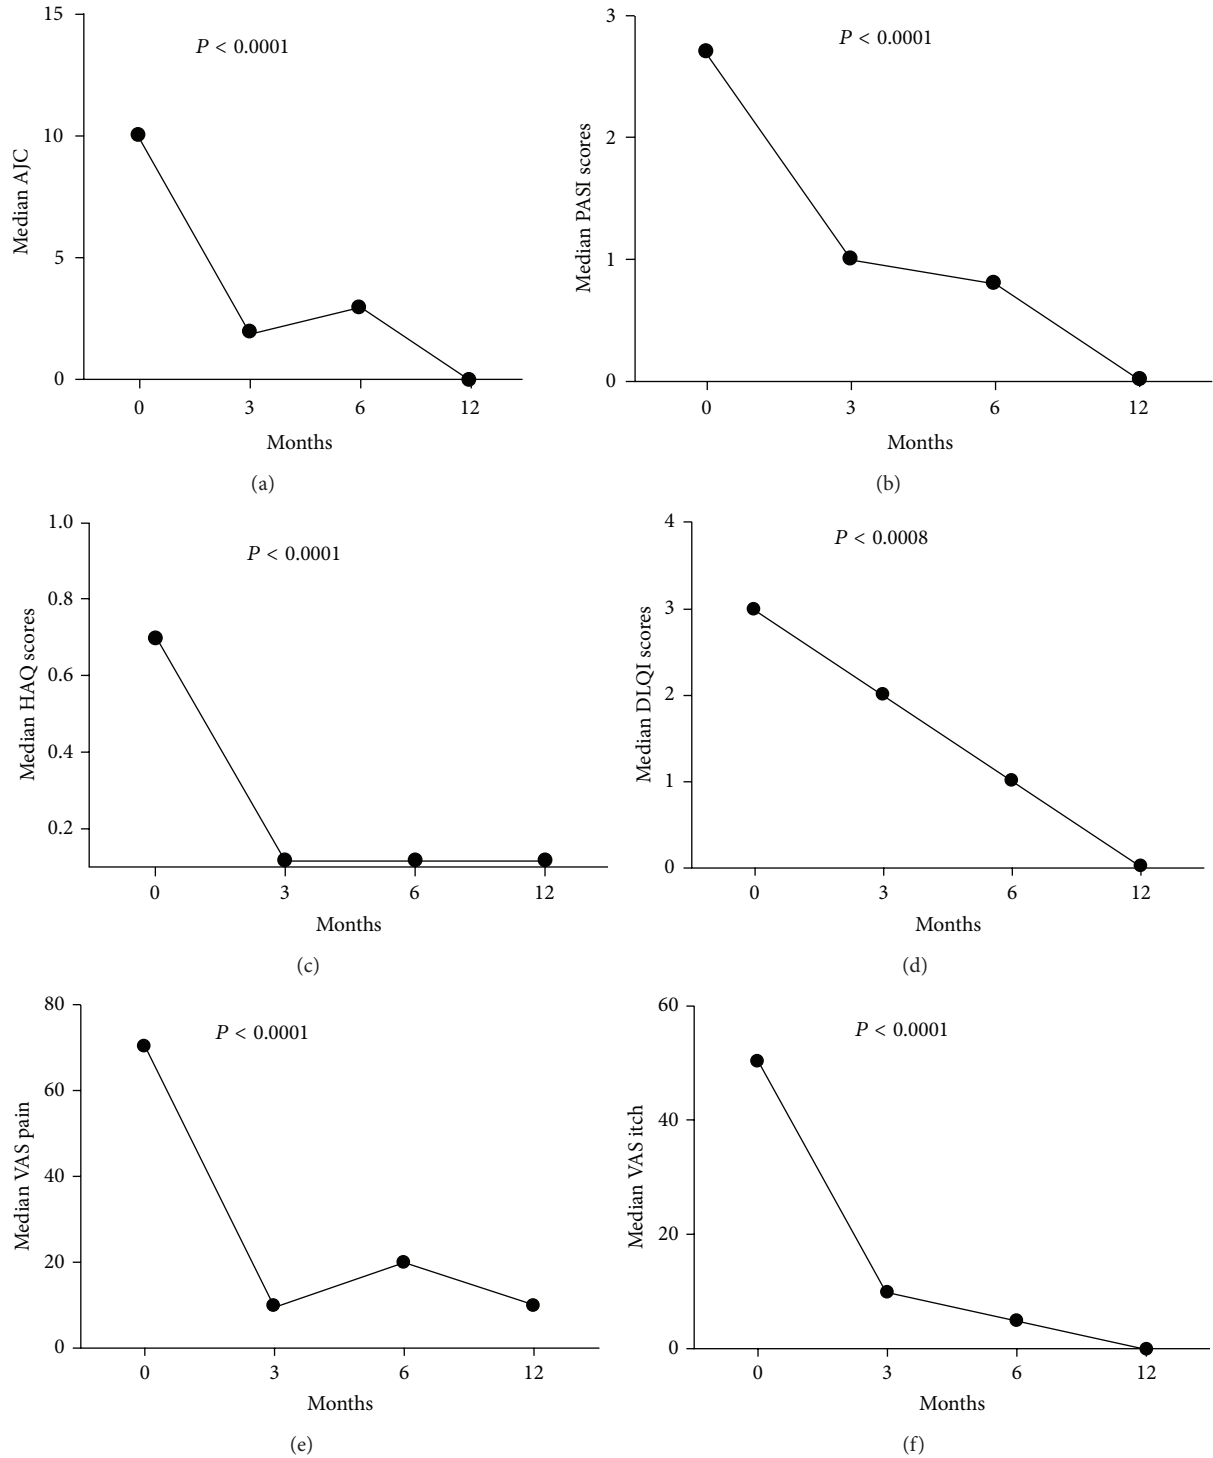 Median AJC
15
10
5
0
P < 0.0001
0 3 6 12
Months
(a)
Median PASI scores
3
2
1
0
P < 0.0001
0 3 6 12
Months
(b)
Median HAQ scores
1.0
0.8
0.6
0.4
0.2
P < 0.0001
0 3 6 12
Months
(c)
Median DLQI scores
4
3
2
1
0
P < 0.0008
0 3 6 12
Months
(d)
Median VAS pain
80
60
40
20
0
P < 0.0001
0 3 6 12
Months
(e)
Median VAS itch
60
40
20
0
P < 0.0001
0 3 6 12
Months
(f)